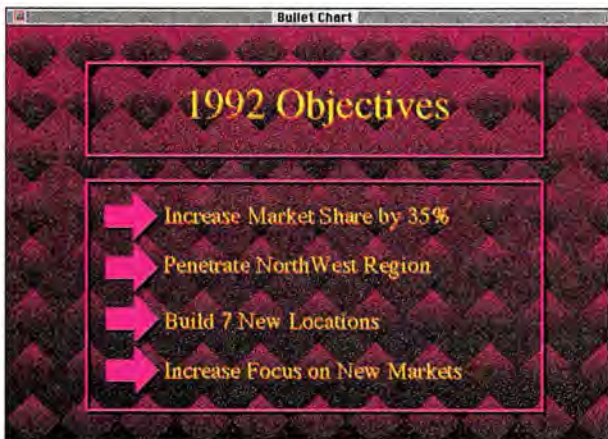 Bullet Chart
1992 Objectives
Increase Market Share by 35%
Penetrate NorthWest Region
Build 7 New Locations
Increase Focus on New Markets